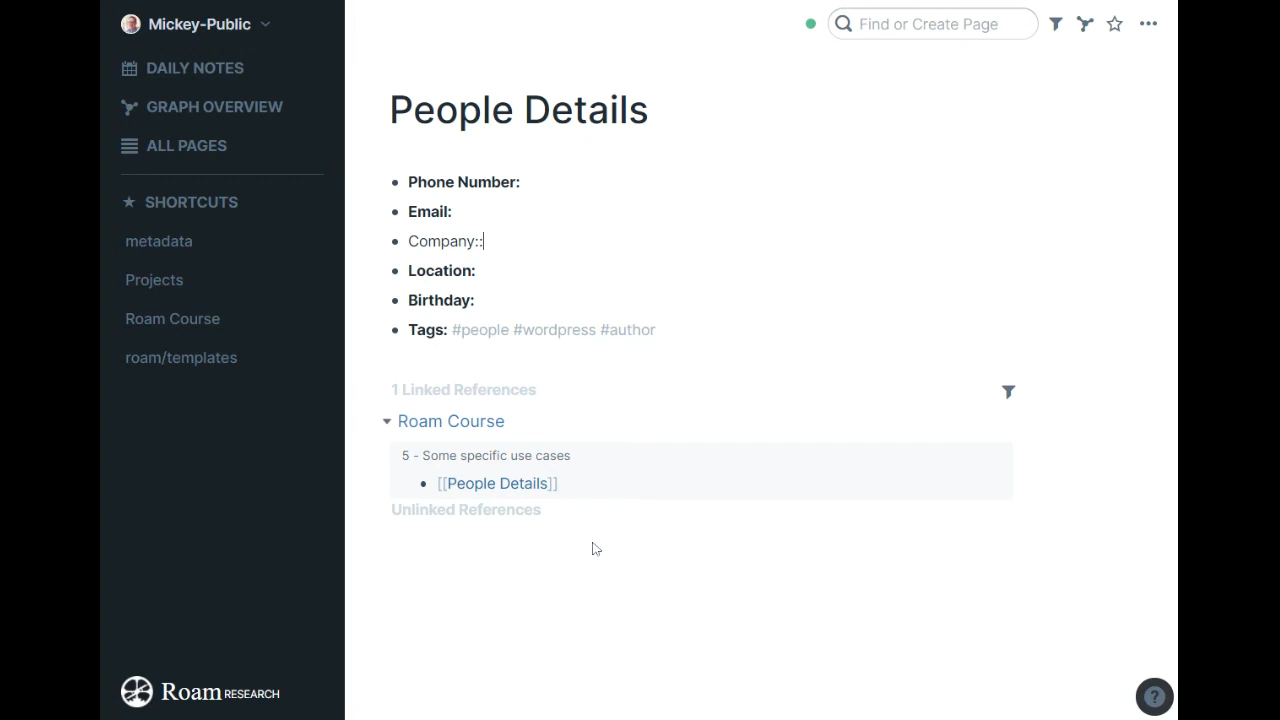 Mickey-Public
Find or Create Page
DAILY NOTES
GRAPH OVERVIEW
ALL PAGES
SHORTCUTS
metadata
Projects
Roam Course
roam/templates
Roam RESEARCH
People Details
Phone Number:
Email:
Company::
Location:
Birthday:
Tags: #people #wordpress #author
1 Linked References
Roam Course
5 - Some specific use cases
[[People Details]]
Unlinked References
?